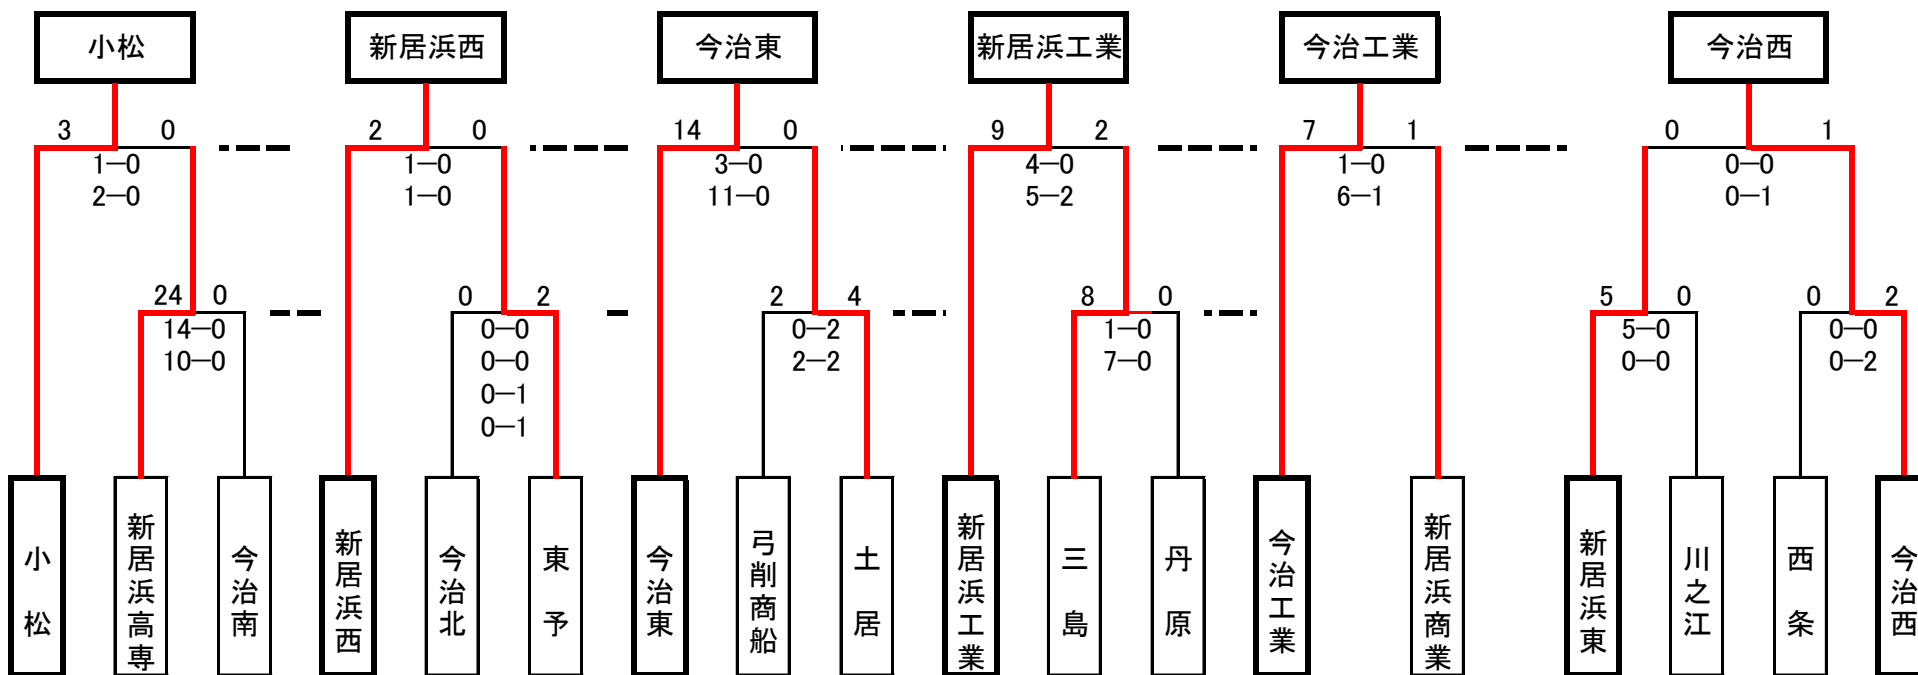 小松 新居浜西 今治東 新居浜工業 今治工業 今治西
3 0 2 0 14 0 9 2 7 1 0 1
1―0 1―0 3―0 4―0 1―0 0―0
2―0 1―0 11―0 5―2 6―1 0―1
24 0 0 2 2 4 8 0 5 0 0 2
14―0 0―0 0―2 1―0 5―0 0―0
10―0 0―0 2―2 7―0 0―0 0―2
0―1
0―1
小松
新居浜高専
今治南
新居浜西
今治北
東予
今治東
弓削商船
土居
新居浜工業
三島
丹原
今治工業
新居浜商業
新居浜東
川之江
西条
今治西